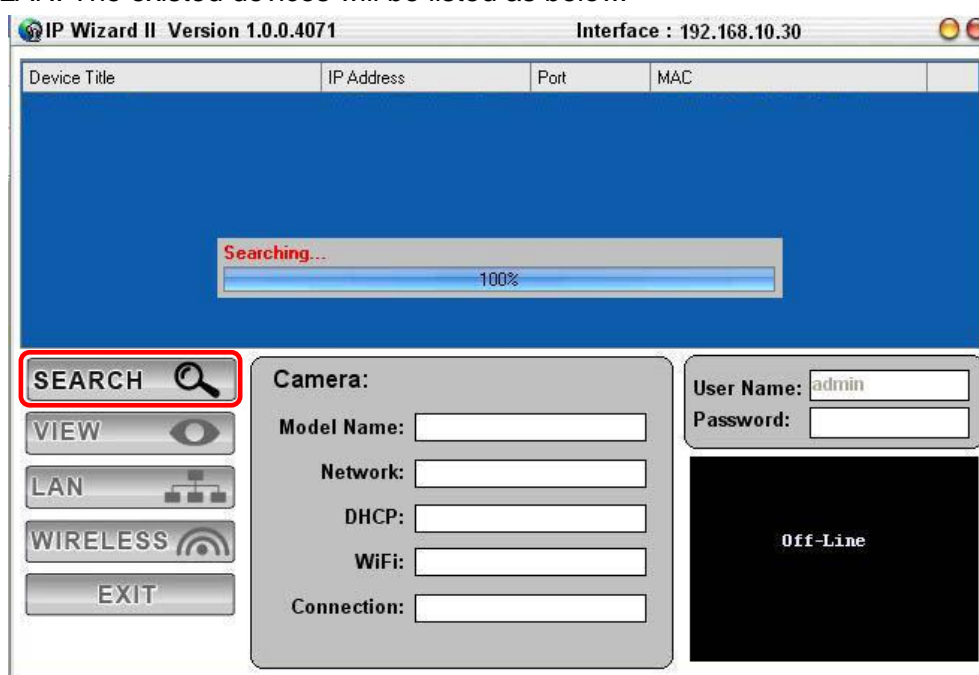 IP Wizard II Version 1.0.0.4071 Interface : 192.168.10.30
Device Title IP Address Port MAC
Searching...
100%
SEARCH
VIEW
LAN
WIRELESS
EXIT
Camera:
Model Name:
Network:
DHCP:
WiFi:
Connection:
User Name: admin
Password:
Off-Line